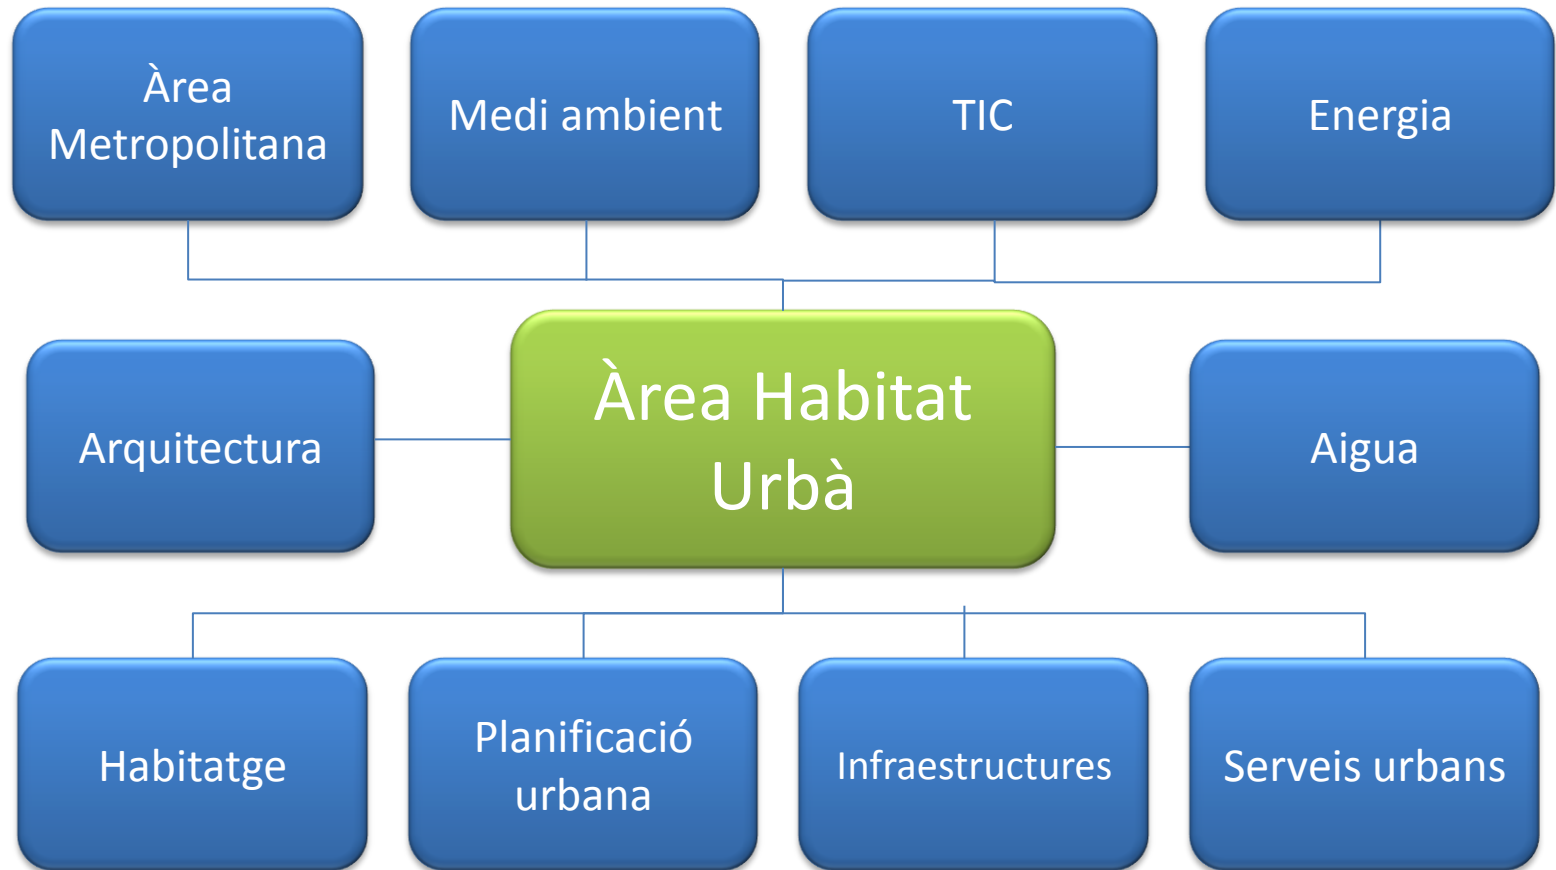 Àrea
Metropolitana
Medi ambient
TIC
Energia
Arquitectura
Àrea Habitat
Urbà
Aigua
Habitatge
Planificació
urbana
Infraestructures
Serveis urbans